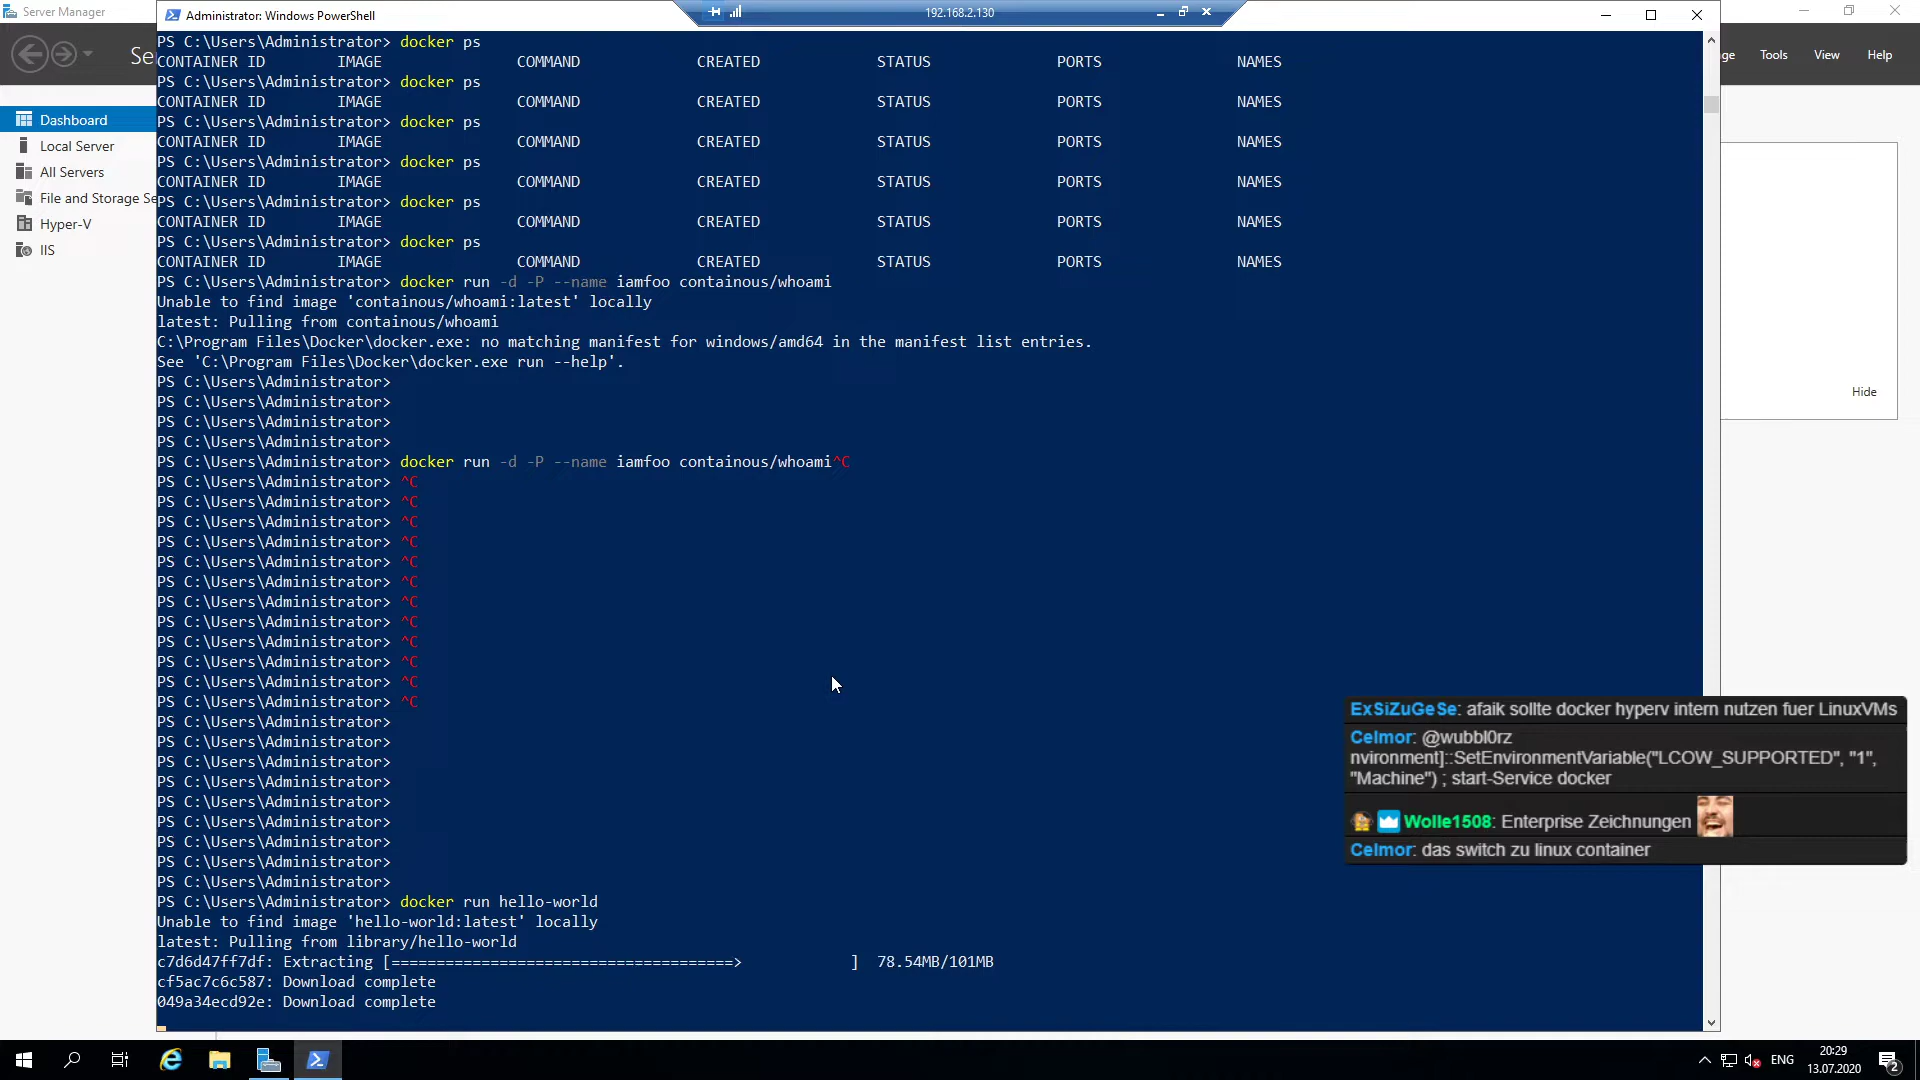 Server Manager
Administrator: Windows PowerShell
192.168.2.130
Se
ge
Tools
View
Help
Dashboard
Local Server
All Servers
File and Storage Se
Hyper-V
IIS
Hide
PS C:\Users\Administrator> docker ps
CONTAINER ID IMAGE COMMAND CREATED STATUS PORTS NAMES
PS C:\Users\Administrator> docker ps
CONTAINER ID IMAGE COMMAND CREATED STATUS PORTS NAMES
PS C:\Users\Administrator> docker ps
CONTAINER ID IMAGE COMMAND CREATED STATUS PORTS NAMES
PS C:\Users\Administrator> docker ps
CONTAINER ID IMAGE COMMAND CREATED STATUS PORTS NAMES
PS C:\Users\Administrator> docker ps
CONTAINER ID IMAGE COMMAND CREATED STATUS PORTS NAMES
PS C:\Users\Administrator> docker ps
CONTAINER ID IMAGE COMMAND CREATED STATUS PORTS NAMES
PS C:\Users\Administrator> docker run -d -P --name iamfoo containous/whoami
Unable to find image 'containous/whoami:latest' locally
latest: Pulling from containous/whoami
C:\Program Files\Docker\docker.exe: no matching manifest for windows/amd64 in the manifest list entries.
See 'C:\Program Files\Docker\docker.exe run --help'.
PS C:\Users\Administrator>
PS C:\Users\Administrator>
PS C:\Users\Administrator>
PS C:\Users\Administrator>
PS C:\Users\Administrator> docker run -d -P --name iamfoo containous/whoami^C
PS C:\Users\Administrator> ^C
PS C:\Users\Administrator> ^C
PS C:\Users\Administrator> ^C
PS C:\Users\Administrator> ^C
PS C:\Users\Administrator> ^C
PS C:\Users\Administrator> ^C
PS C:\Users\Administrator> ^C
PS C:\Users\Administrator> ^C
PS C:\Users\Administrator> ^C
PS C:\Users\Administrator> ^C
PS C:\Users\Administrator> ^C
PS C:\Users\Administrator> ^C
PS C:\Users\Administrator>
PS C:\Users\Administrator>
PS C:\Users\Administrator>
PS C:\Users\Administrator>
PS C:\Users\Administrator>
PS C:\Users\Administrator>
PS C:\Users\Administrator>
PS C:\Users\Administrator>
PS C:\Users\Administrator>
PS C:\Users\Administrator> docker run hello-world
Unable to find image 'hello-world:latest' locally
latest: Pulling from library/hello-world
c7d6d47ff7df: Extracting [======================================> ] 78.54MB/101MB
cf5ac7c6c587: Download complete
049a34ecd92e: Download complete
ExSiZuGeSe: afaik sollte docker hyperv intern nutzen fuer LinuxVMs
Celmor: @wubbl0rz
nvironment]::SetEnvironmentVariable("LCOW_SUPPORTED", "1",
"Machine") ; start-Service docker
Wolle1508: Enterprise Zeichnungen
Celmor: das switch zu linux container
ENG
20:29
13.07.2020
2